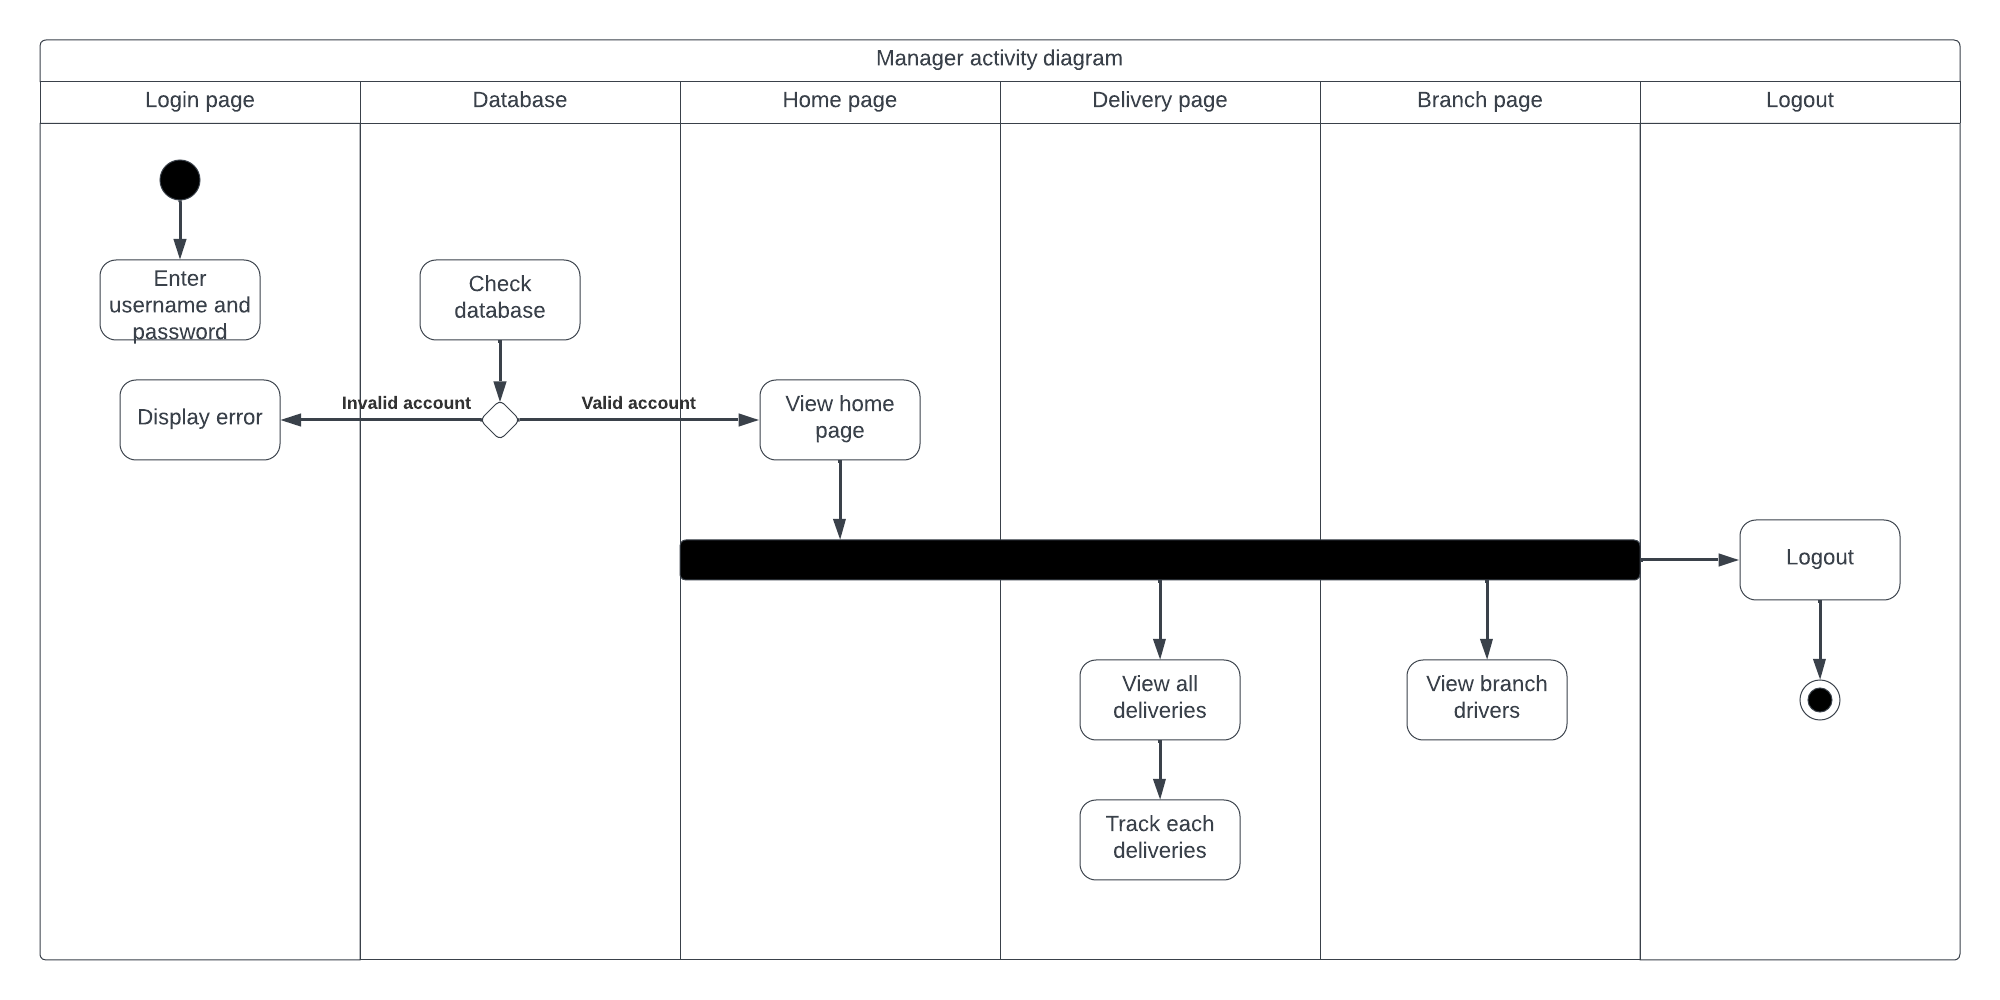 Manager activity diagram
Login page
Database
Home page
Delivery page
Branch page
Logout
Enter
username and
password
Check
database
Display error
Invalid account
Valid account
View home
page
Logout
View all
deliveries
View branch
drivers
Track each
deliveries